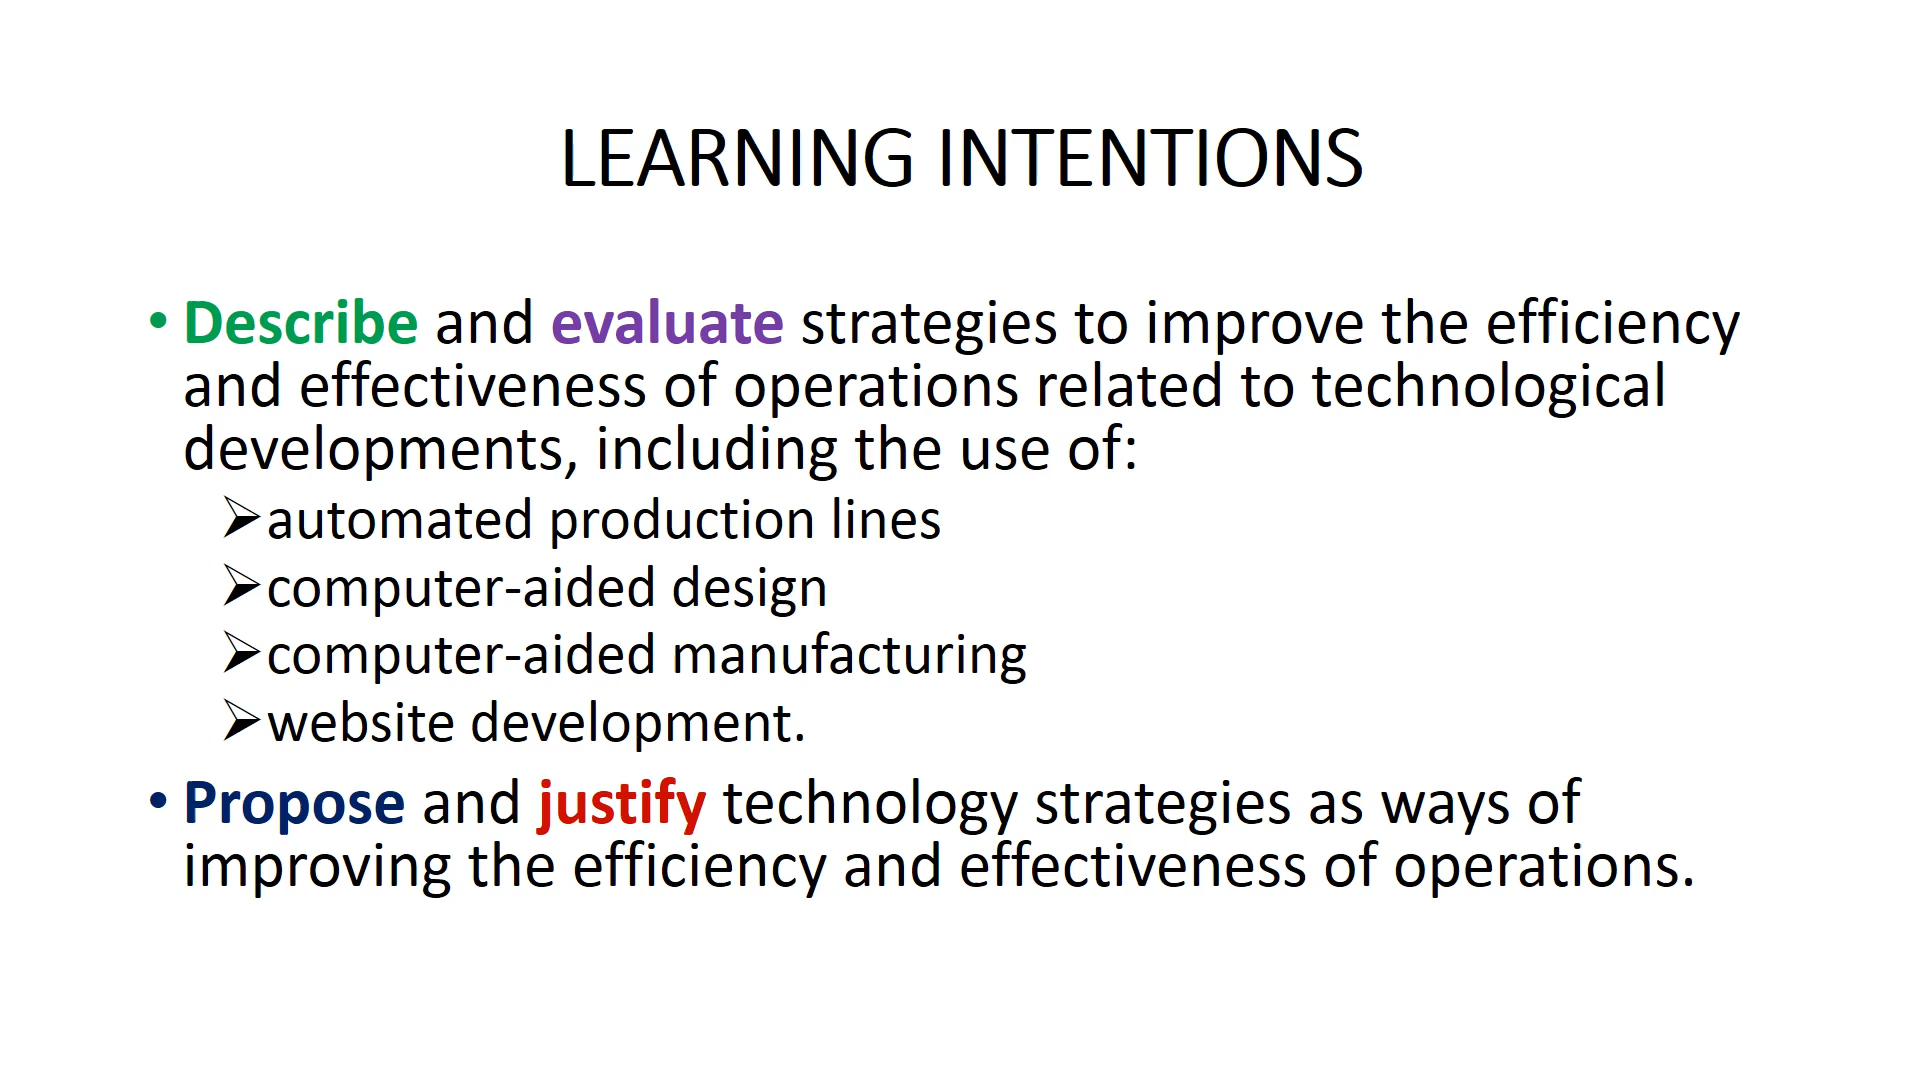 LEARNING INTENTIONS
• Describe and evaluate strategies to improve the efficiency
and effectiveness of operations related to technological
developments, including the use of:
➢automated production lines
➢computer-aided design
➢computer-aided manufacturing
➢website development.
• Propose and justify technology strategies as ways of
improving the efficiency and effectiveness of operations.